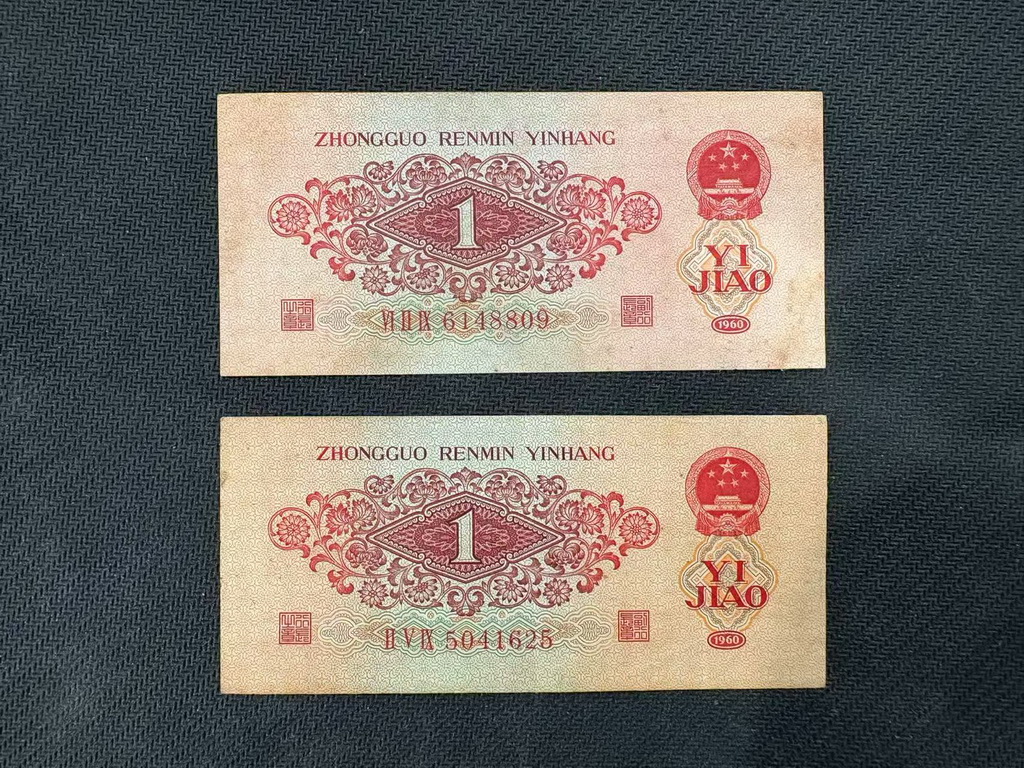 ZHONGGUO RENMIN YINHANG
1
YI
JIAO
VI II IX 6148809
1960
ZHONGGUO RENMIN YINHANG
1
YI
JIAO
II V IX 5041625
1960